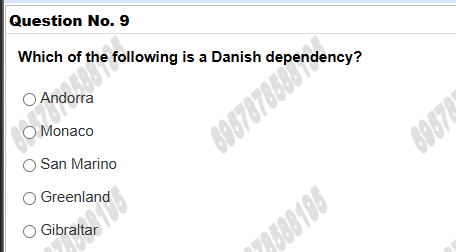 Question No. 9
Which of the following is a Danish dependency?
Andorra
Monaco
San Marino
Greenland
Gibraltar